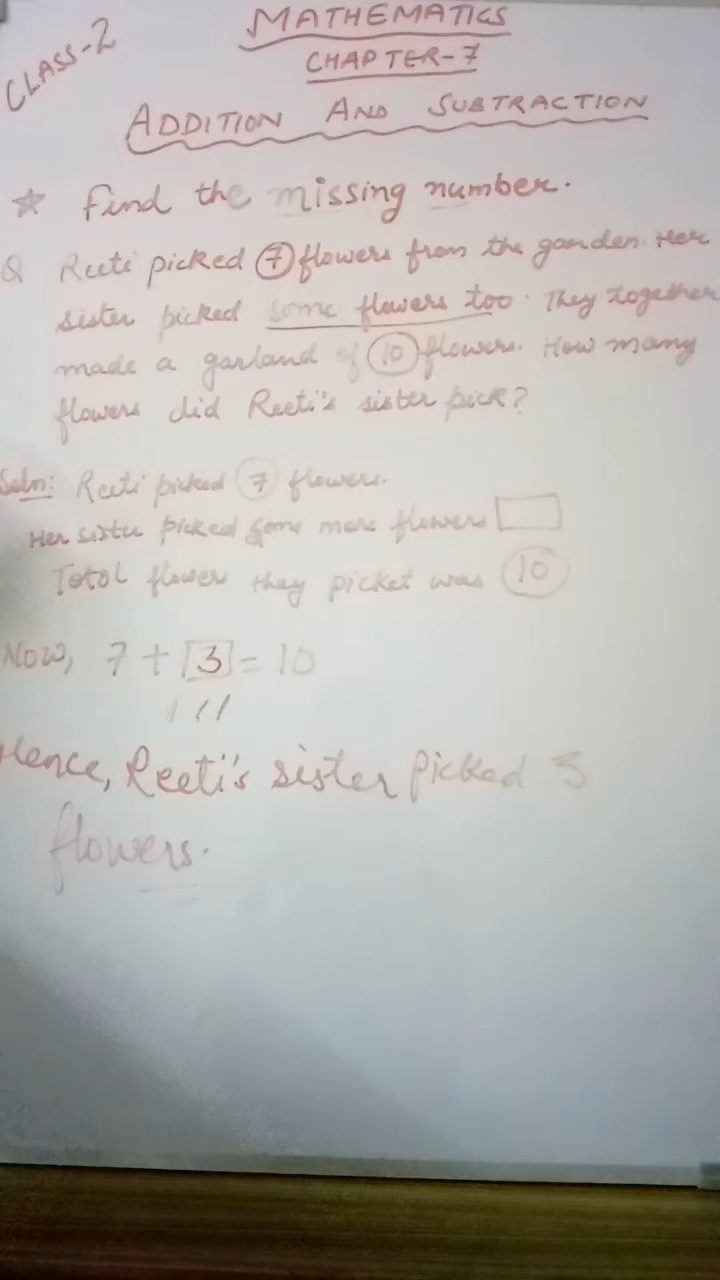 CLASS-2
MATHEMATICS
CHAPTER-7
ADDITION AND SUBTRACTION
☆ Find the missing number.
Q Reeti picked 7 flowers from the garden. Her
sister picked some flowers too. They together
made a garland of 10 flowers. How many
flowers did Reeti's sister pick?
Soln: Reeti picked 7 flower.
Her sister picked some more flowers
Total flower they picket was 10
Now, 7 + 3 = 10
Hence, Reeti's sister Picked 3
flowers.